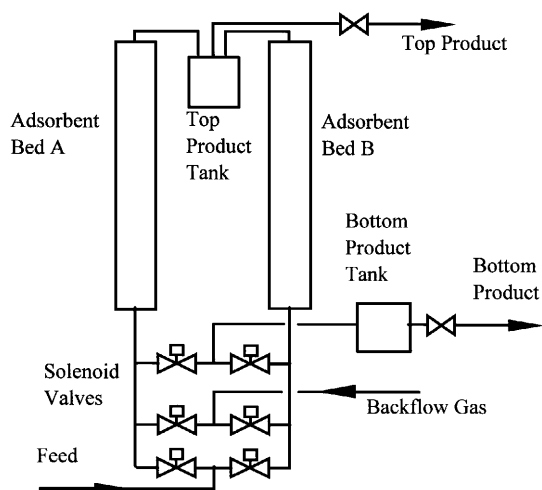 Top Product
Adsorbent
Bed A
Top
Product
Tank
Adsorbent
Bed B
Bottom
Product
Tank
Bottom
Product
Solenoid
Valves
Backflow Gas
Feed